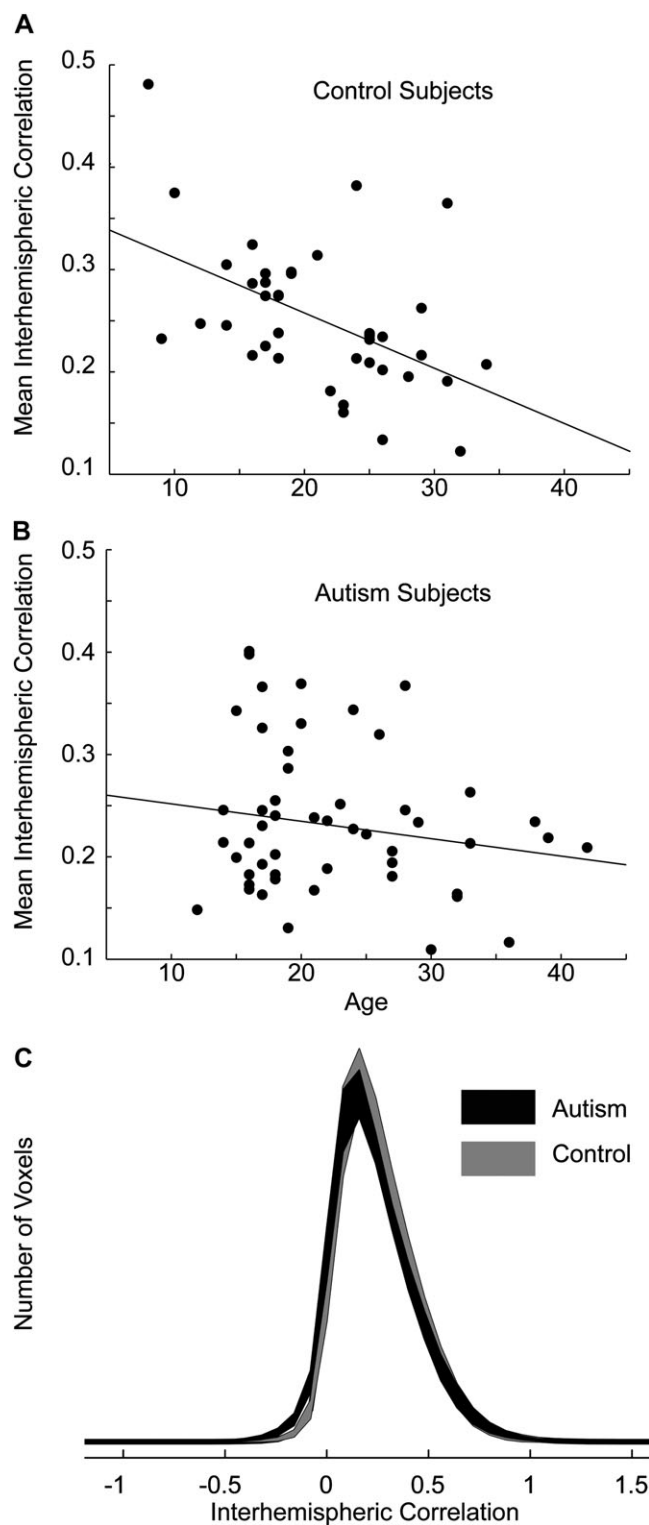 A
Mean Interhemispheric Correlation
0.5
0.4
0.3
0.2
0.1
Control Subjects
10 20 30 40
B
Mean Interhemispheric Correlation
0.5
0.4
0.3
0.2
0.1
Autism Subjects
10 20 30 40
Age
C
Number of Voxels
Autism
Control
-1 -0.5 0 0.5 1 1.5
Interhemispheric Correlation